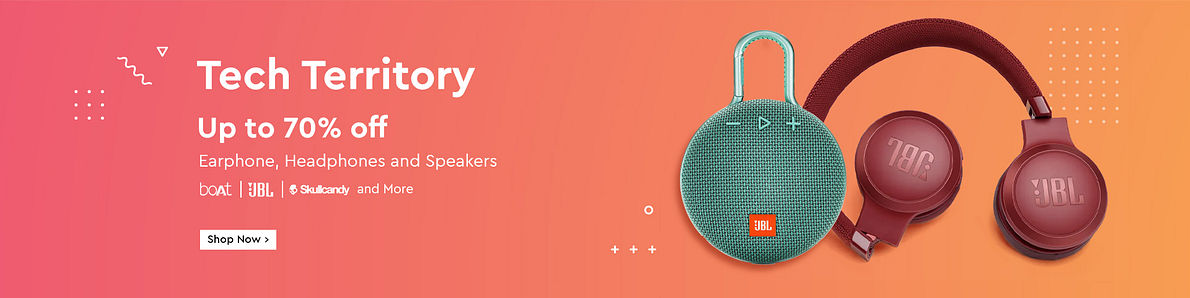 Tech Territory
Up to 70% off
Earphone, Headphones and Speakers
boAt | JBL | Skullcandy and More
Shop Now >
JBL
JBL
JBL